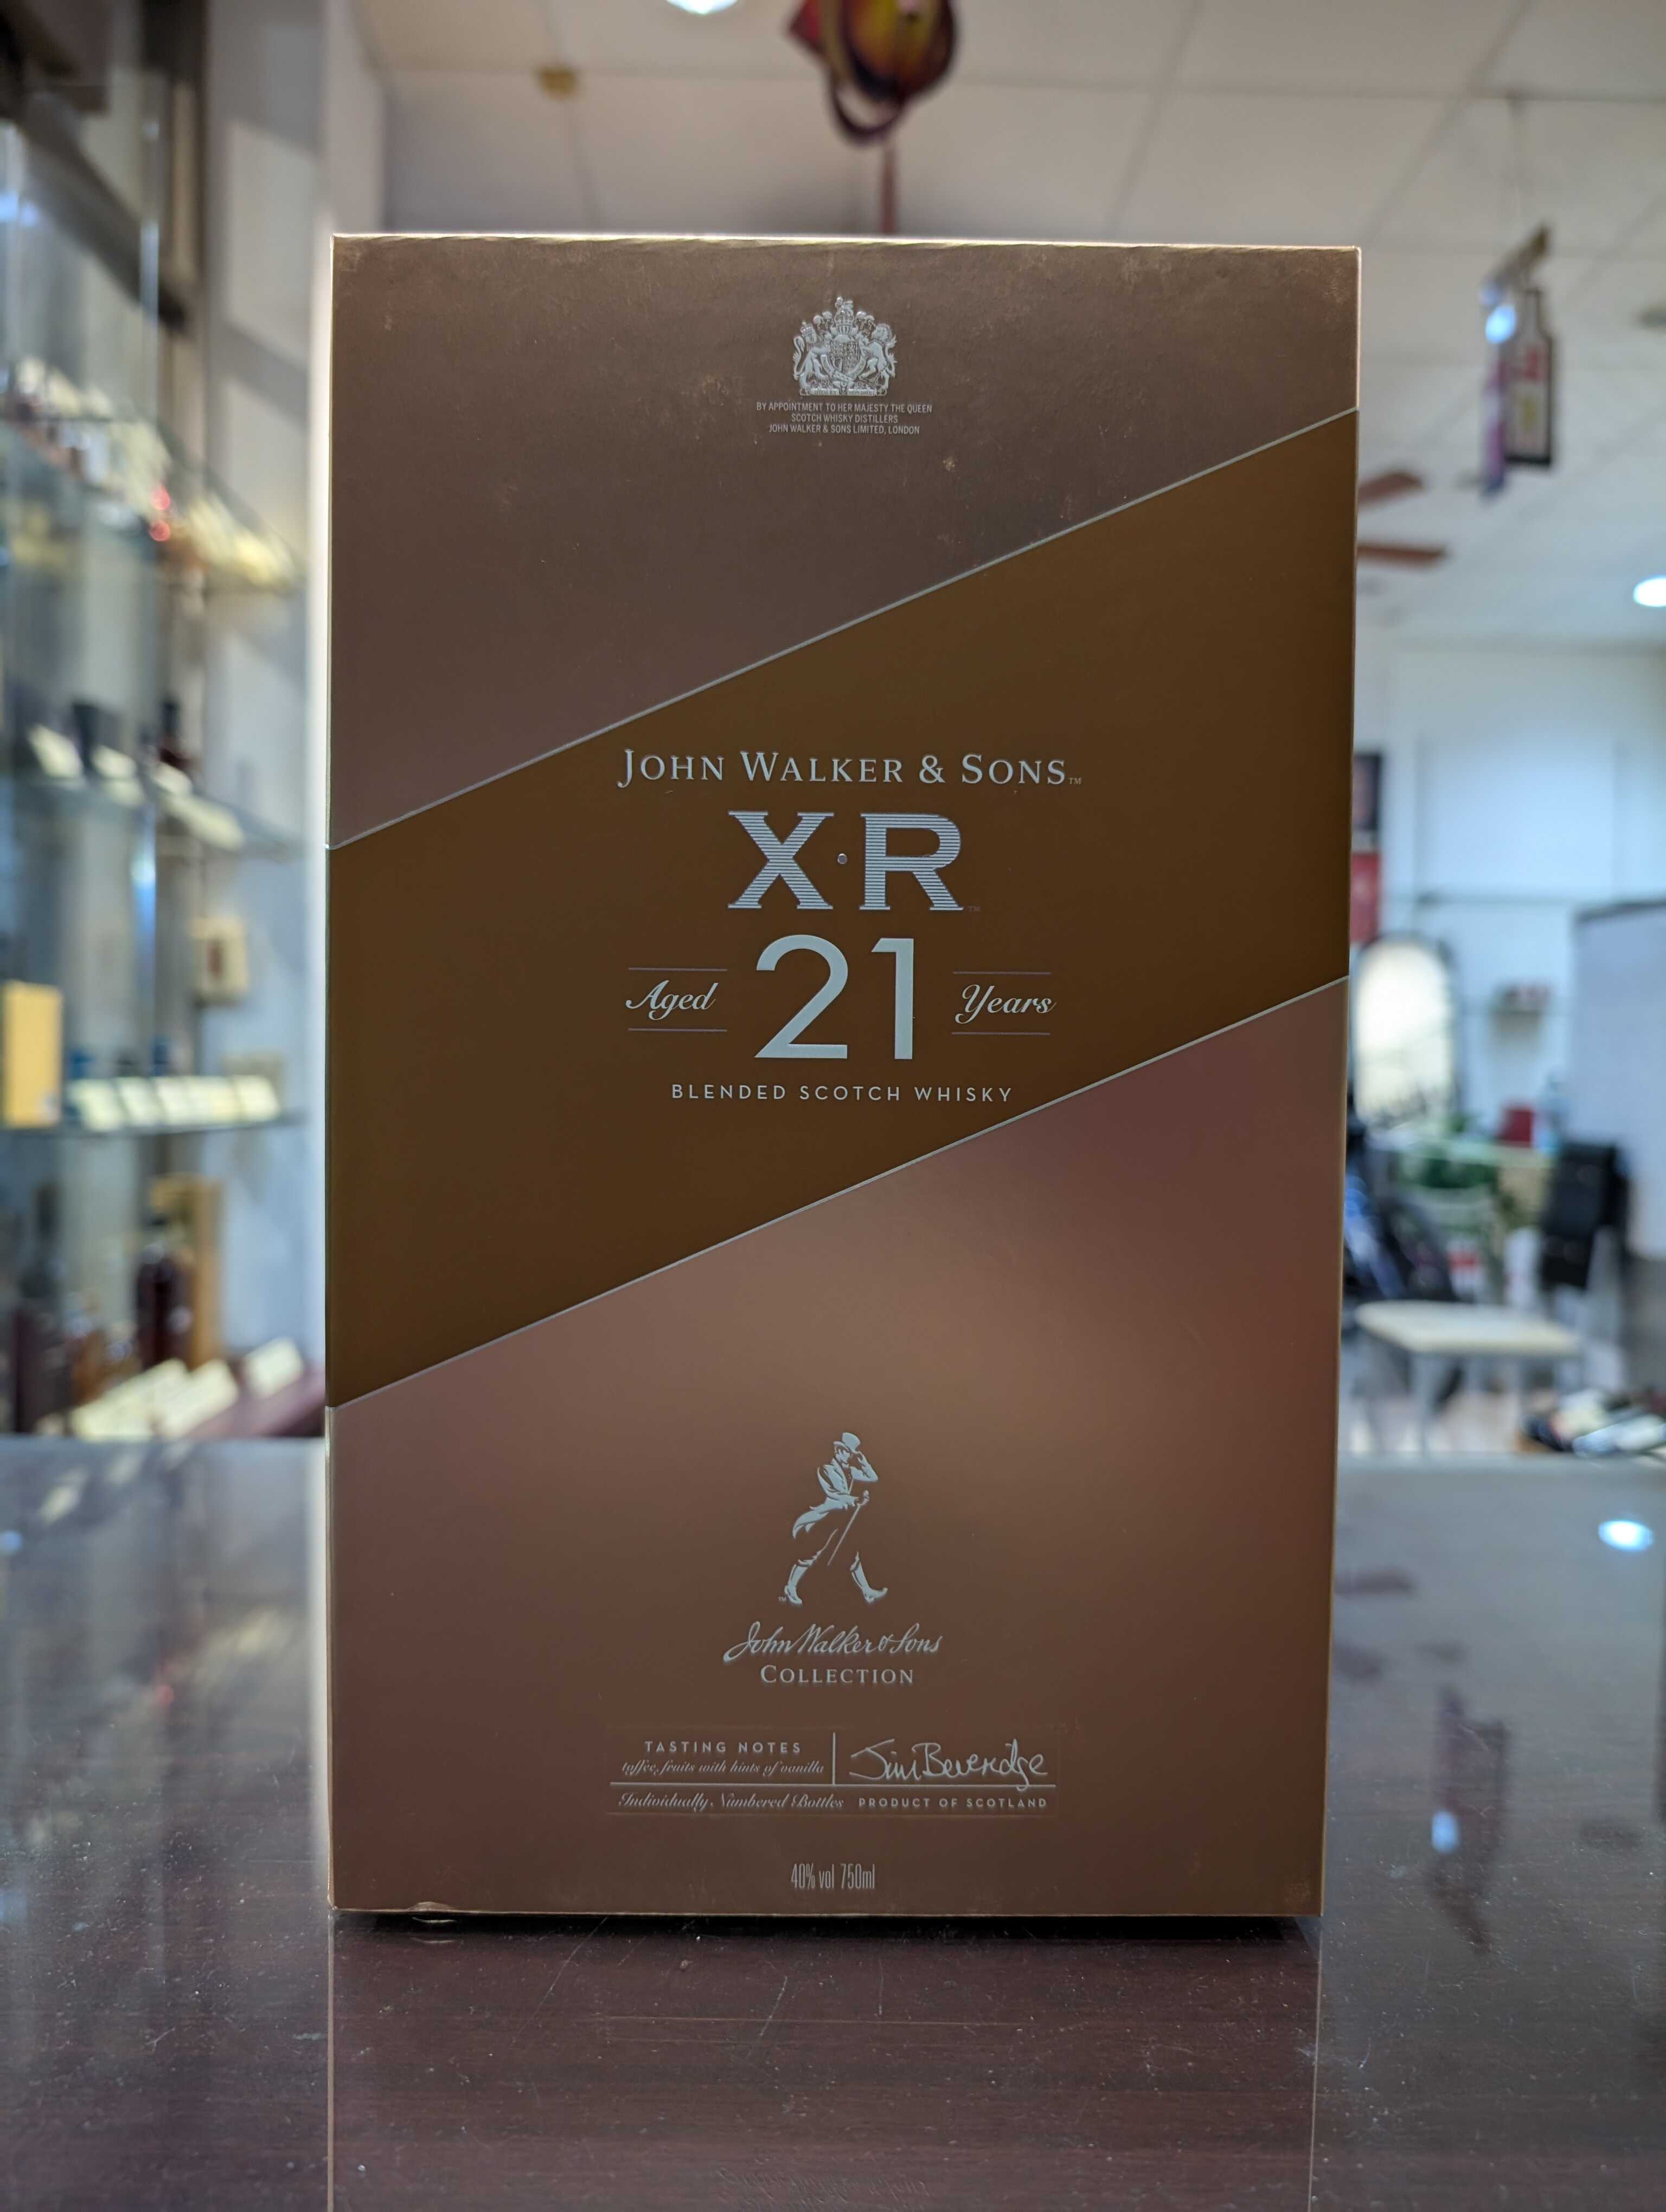 BY APPOINTMENT TO HER MAJESTY THE QUEEN
SCOTCH WHISKY DISTILLERS
JOHN WALKER & SONS LIMITED, LONDON
JOHN WALKER & SONS™
X·R™
Aged 21 Years
BLENDED SCOTCH WHISKY
™
John Walker & Sons
COLLECTION
TASTING NOTES
toffee, fruits with hints of vanilla
Jim Beveridge
Individually Numbered Bottles PRODUCT OF SCOTLAND
40% vol 750ml